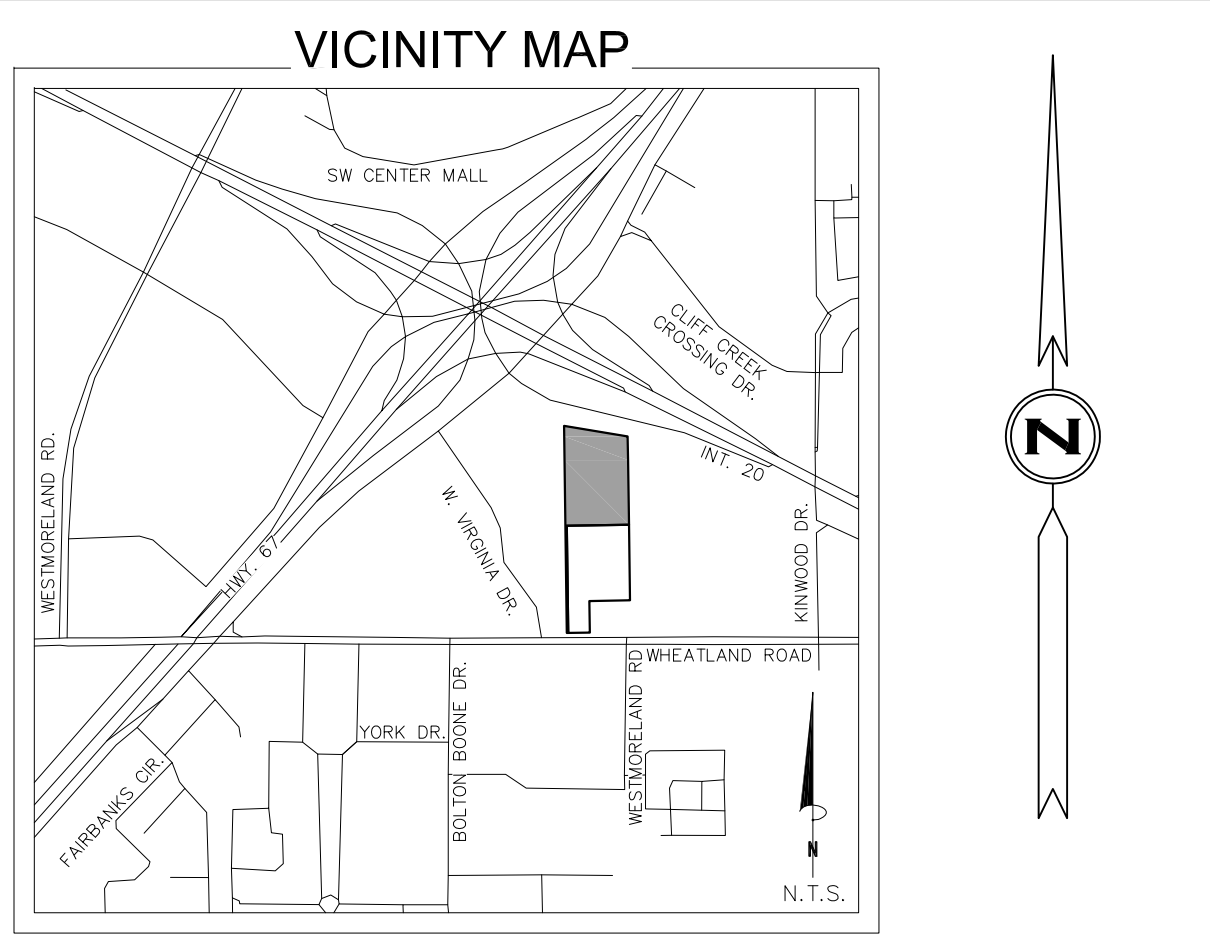 VICINITY MAP
SW CENTER MALL
CLIFF CREEK
CROSSING DR.
INT. 20
WESTMORELAND RD.
W. VIRGINIA DR.
KINWOOD DR.
HWY. 67
WHEATLAND ROAD
YORK DR.
BOLTON BOONE DR.
WESTMORELAND RD
FAIRBANKS CIR.
N
N.T.S.
N